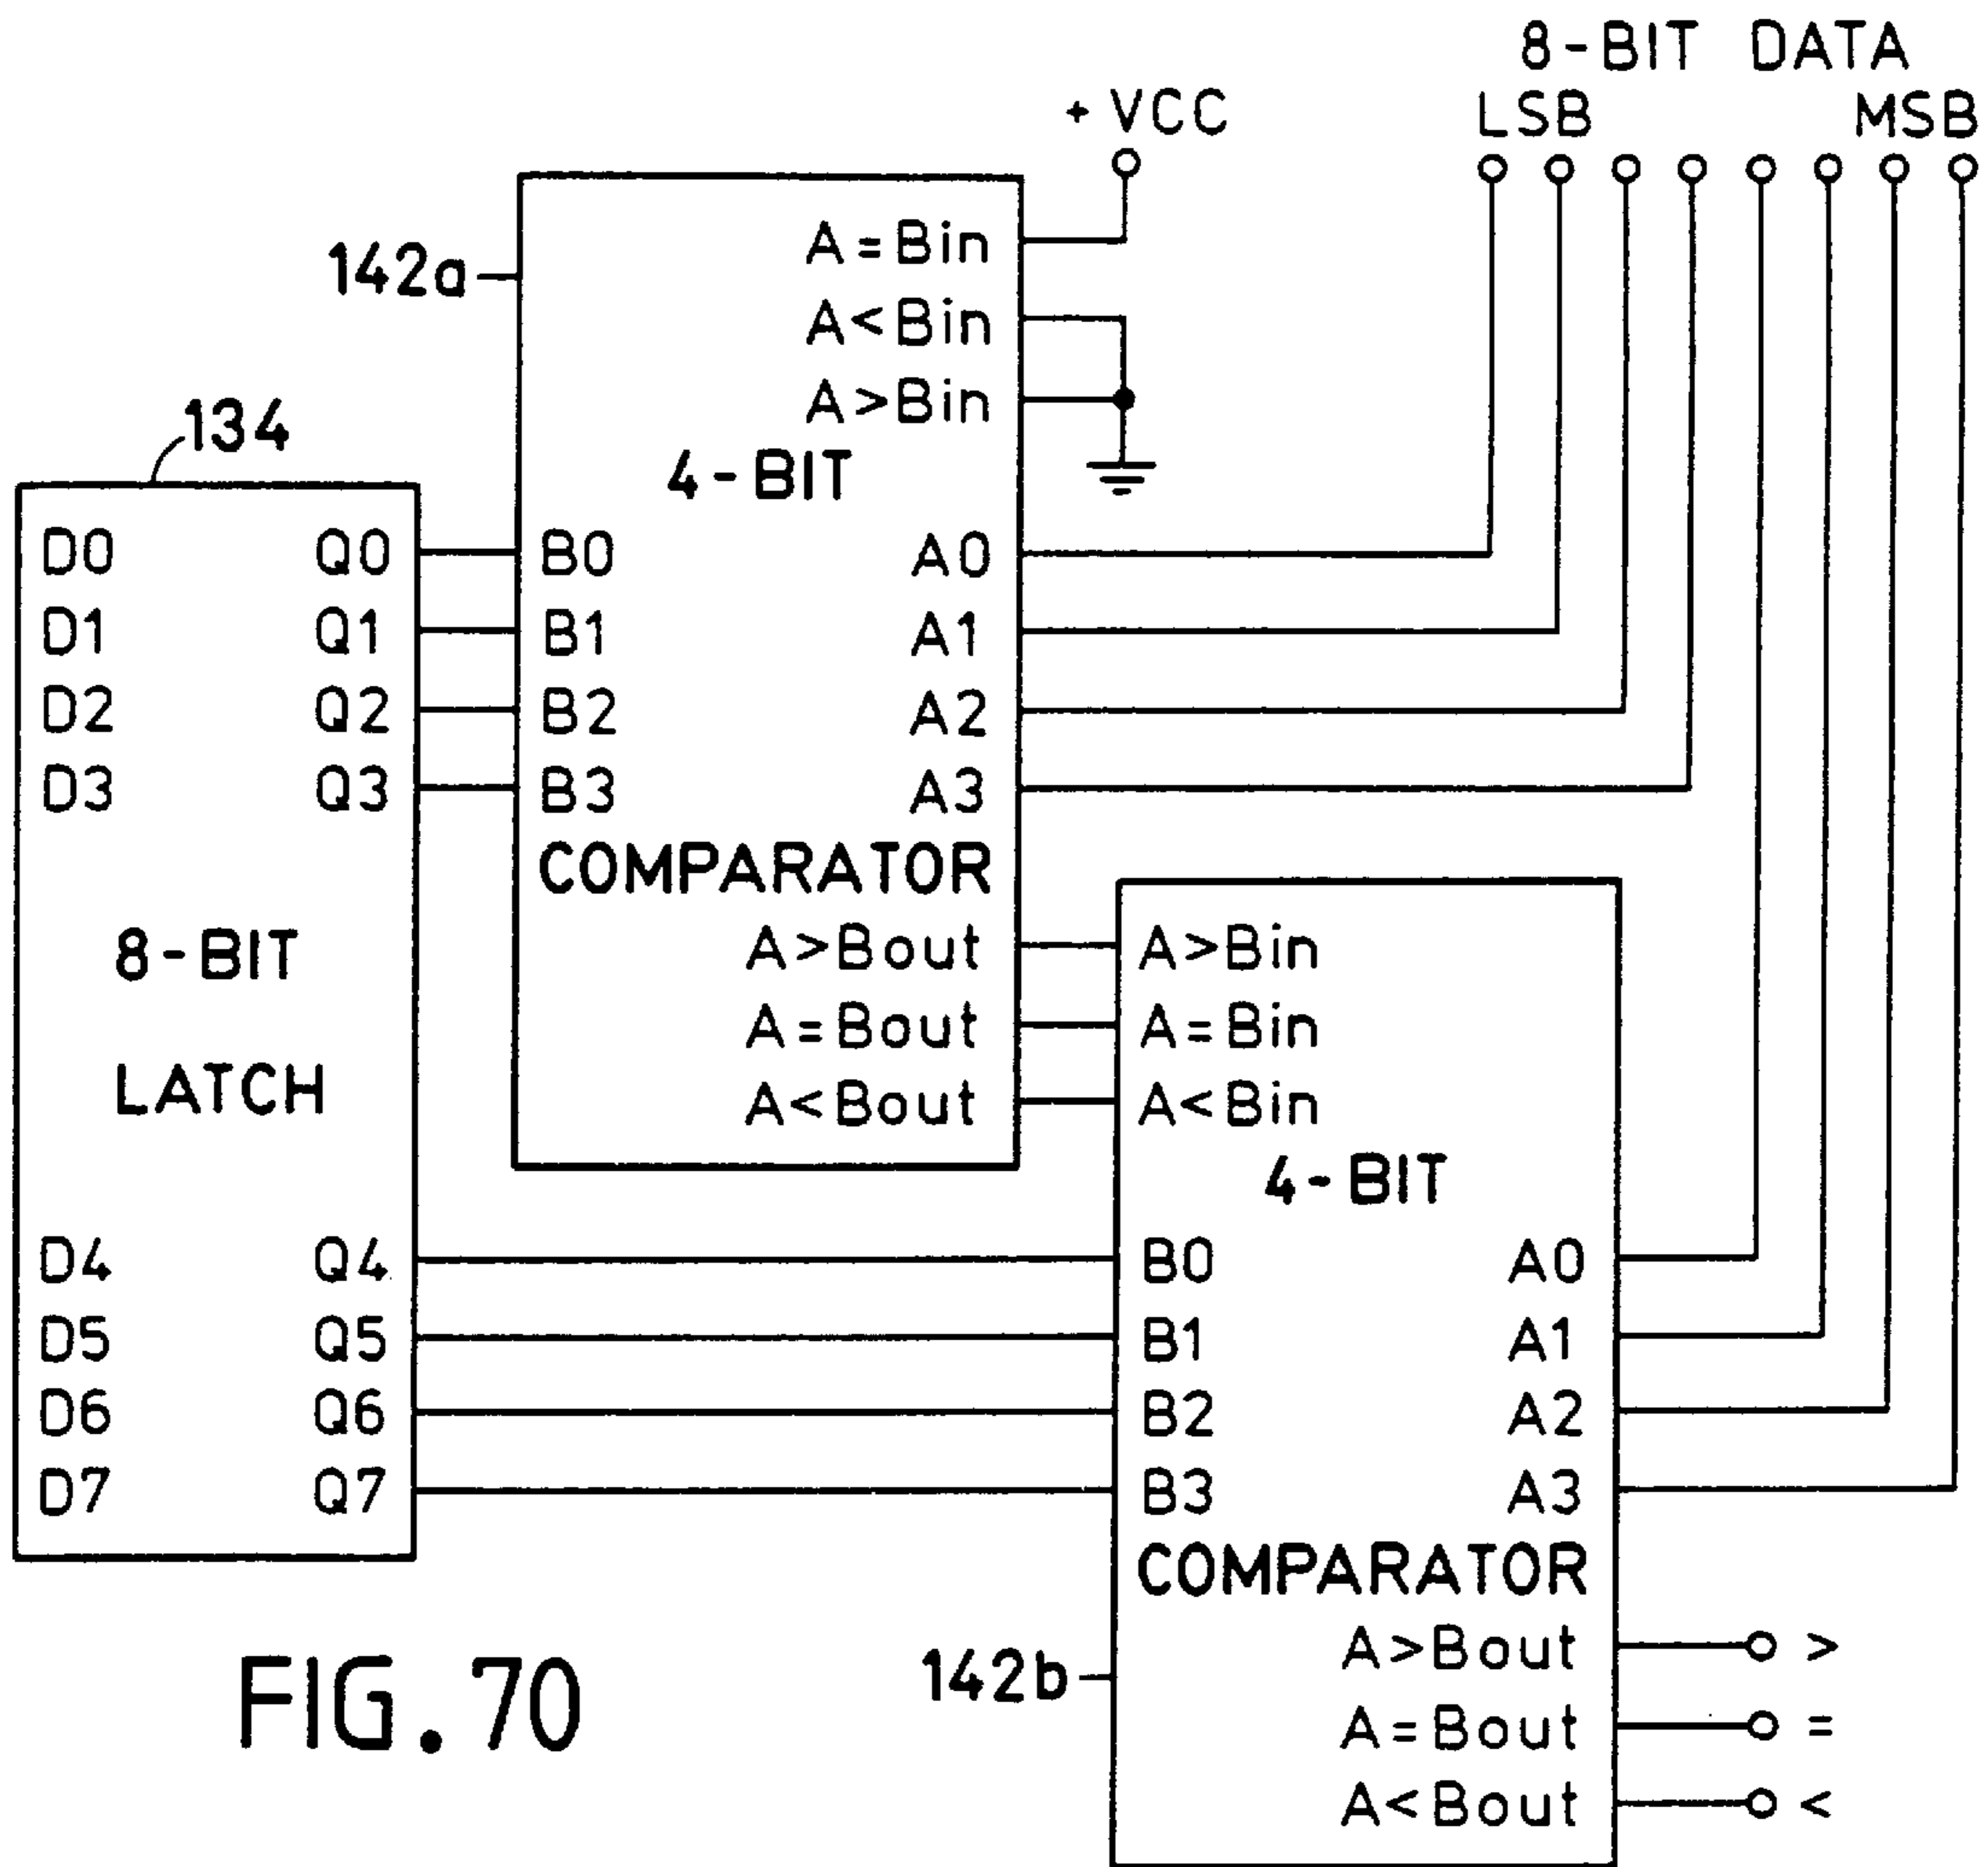 8-BIT DATA
LSB MSB
+VCC
142a
A=Bin
A<Bin
A>Bin
4-BIT
134
D0 Q0 B0 A0
D1 Q1 B1 A1
D2 Q2 B2 A2
D3 Q3 B3 A3
COMPARATOR
8-BIT
LATCH
A>Bout A>Bin
A=Bout A=Bin
A<Bout A<Bin
4-BIT
D4 Q4 B0 A0
D5 Q5 B1 A1
D6 Q6 B2 A2
D7 Q7 B3 A3
COMPARATOR
142b
A>Bout >
A=Bout =
A<Bout <
FIG. 70